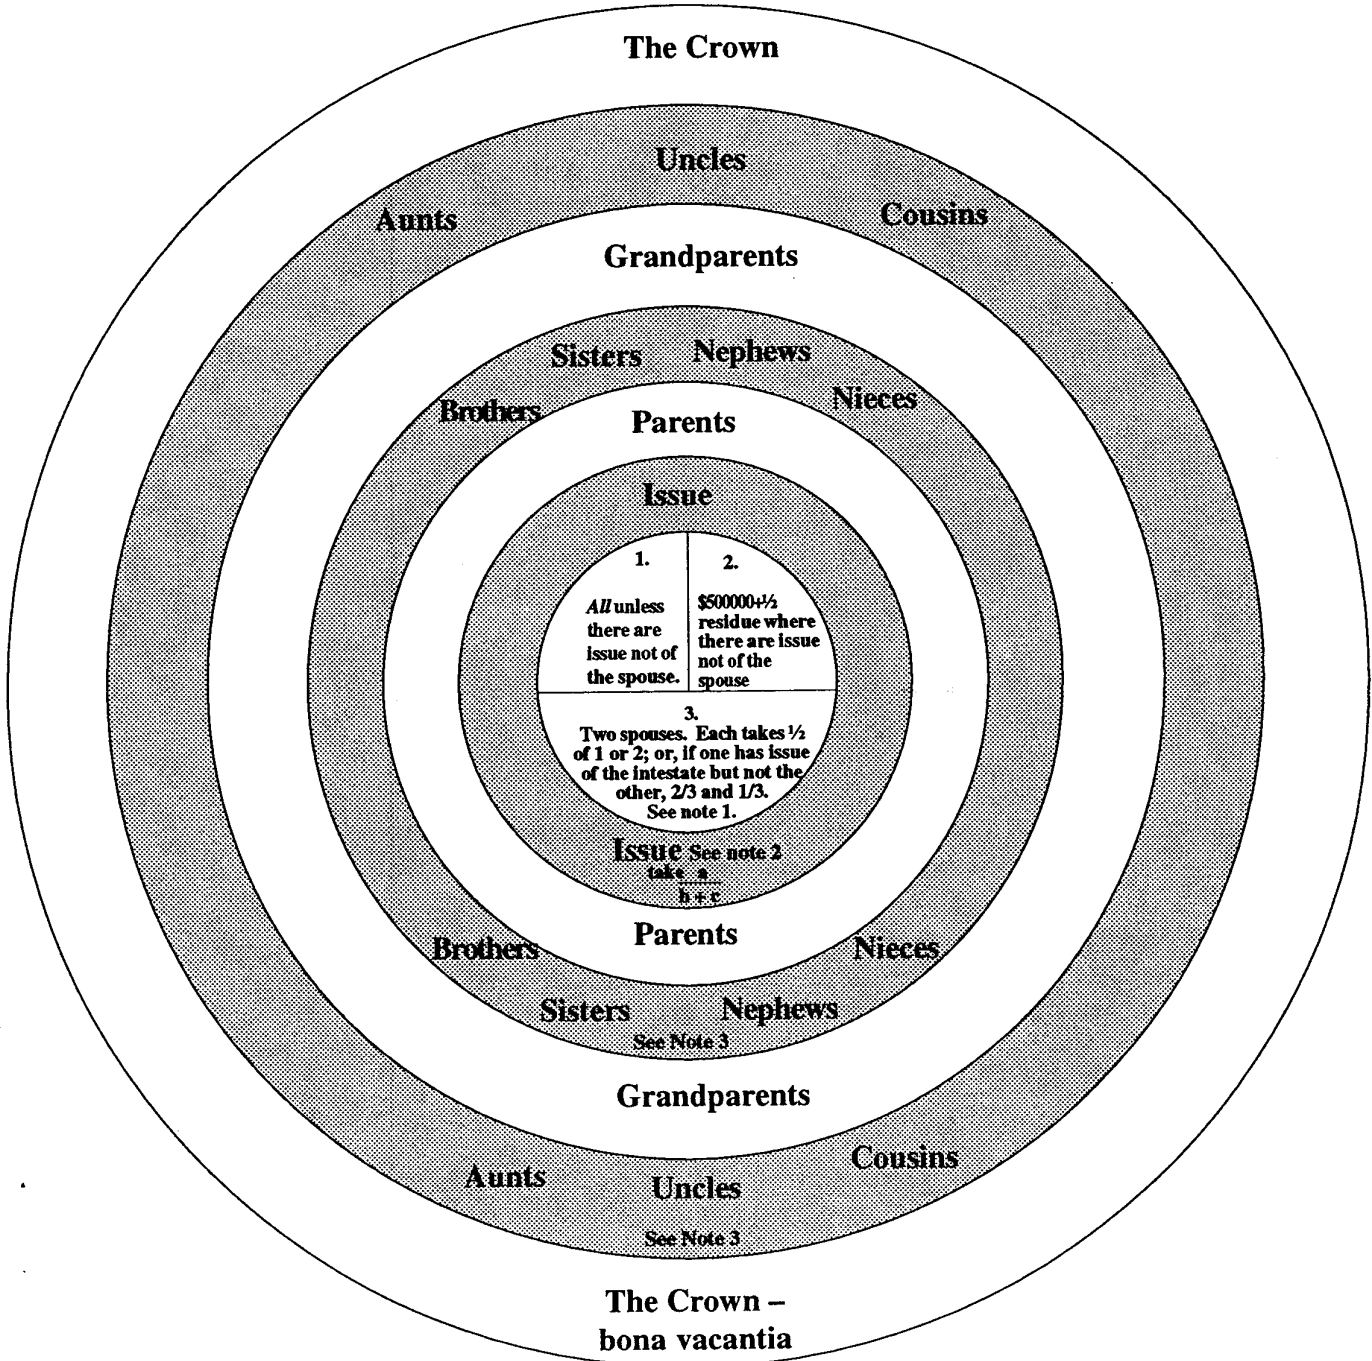 The Crown
Uncles
Aunts
Cousins
Grandparents
Sisters
Nephews
Brothers
Nieces
Parents
Issue
1.
All unless
there are
issue not of
the spouse.
2.
$500000+½
residue where
there are issue
not of the
spouse
3.
Two spouses. Each takes ½
of 1 or 2; or, if one has issue
of the intestate but not the
other, 2/3 and 1/3.
See note 1.
Issue See note 2
take a
b + c
Parents
Brothers
Nieces
Sisters
Nephews
See Note 3
Grandparents
Cousins
Aunts
Uncles
See Note 3
The Crown –
bona vacantia